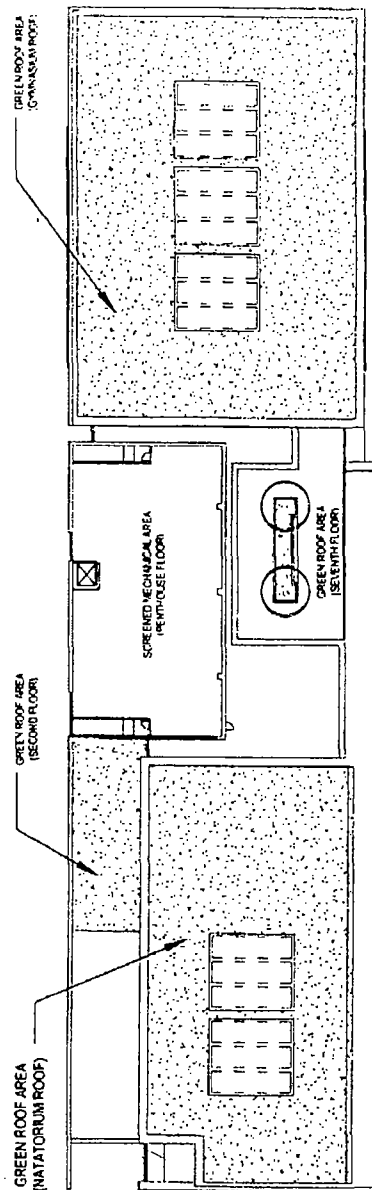 GREEN ROOF AREA
(GYMNASIUM ROOF)
SCREENED MECHANICAL AREA
(PENTHOUSE FLOOR)
GREEN ROOF AREA
(SEVENTH FLOOR)
GREEN ROOF AREA
(SECOND FLOOR)
GREEN ROOF AREA
(NATATORIUM ROOF)